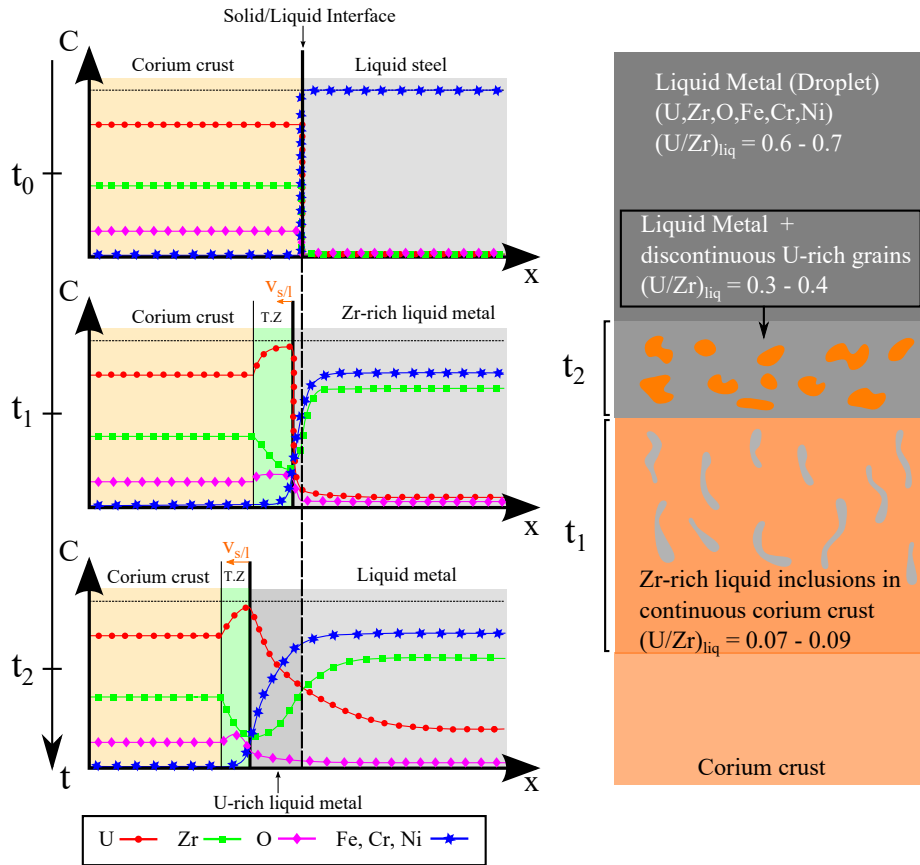 Solid/Liquid Interface
C
Corium crust
Liquid steel
t0
x
C
vs/l
Corium crust
T.Z
Zr-rich liquid metal
t1
x
C
vs/l
Corium crust
T.Z
Liquid metal
t2
t
x
U-rich liquid metal
U
Zr
O
Fe, Cr, Ni
Liquid Metal (Droplet)
(U,Zr,O,Fe,Cr,Ni)
(U/Zr)liq = 0.6 - 0.7
Liquid Metal +
discontinuous U-rich grains
(U/Zr)liq = 0.3 - 0.4
t2
t1
Zr-rich liquid inclusions in
continuous corium crust
(U/Zr)liq = 0.07 - 0.09
Corium crust